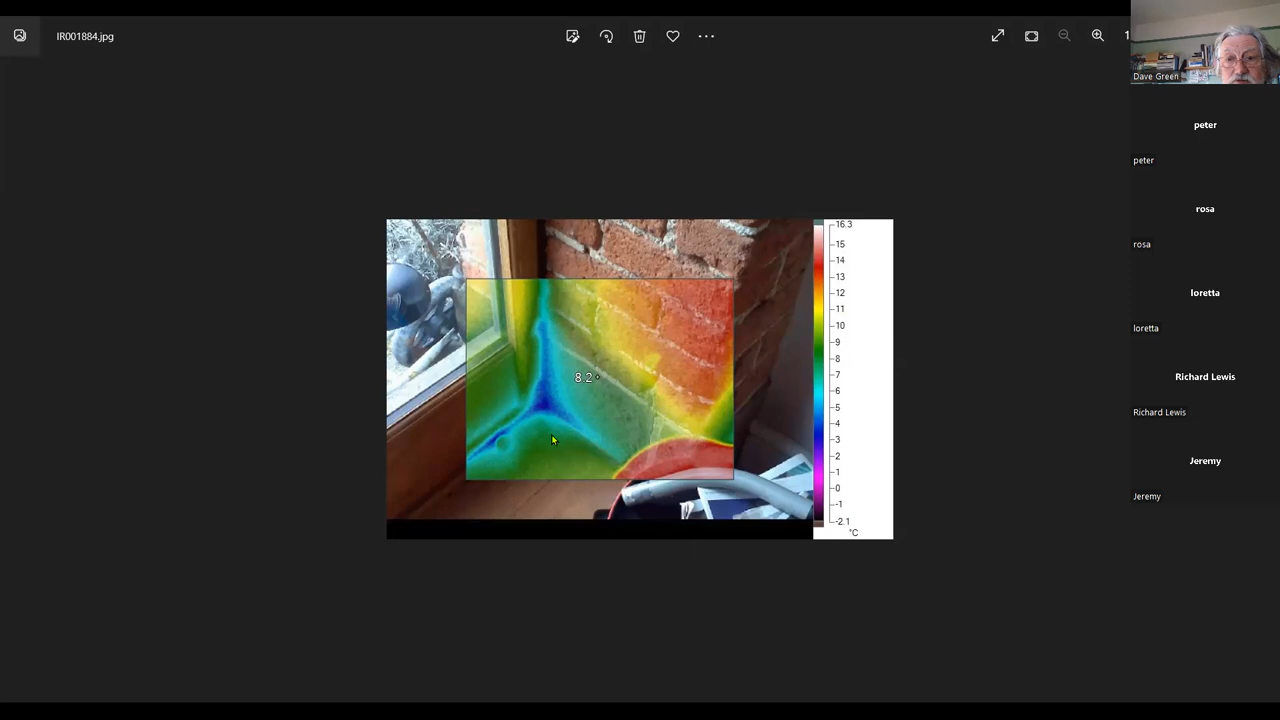 IR001884.jpg
1
Dave Green
peter
peter
rosa
rosa
loretta
loretta
Richard Lewis
Richard Lewis
Jeremy
Jeremy
8.2
16.3
15
14
13
12
11
10
9
8
7
6
5
4
3
2
1
0
-1
-2.1
°C